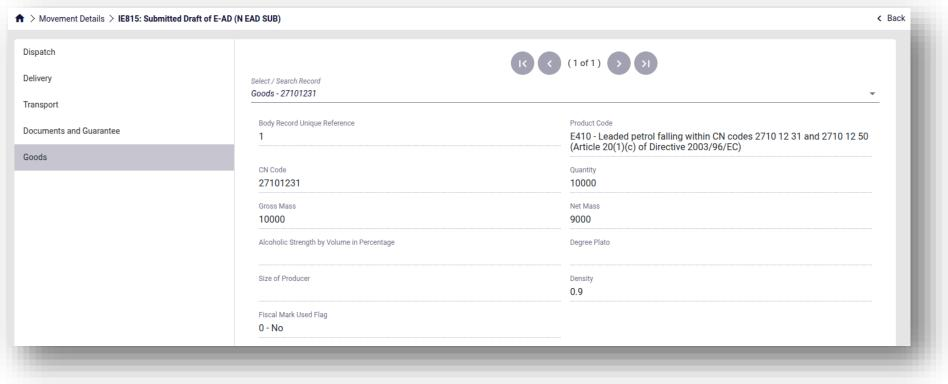 > Movement Details > IE815: Submitted Draft of E-AD (N EAD SUB)
< Back
Dispatch
Delivery
Transport
Documents and Guarantee
Goods
( 1 of 1 )
Select / Search Record
Goods - 27101231
Body Record Unique Reference
1
Product Code
E410 - Leaded petrol falling within CN codes 2710 12 31 and 2710 12 50
(Article 20(1)(c) of Directive 2003/96/EC)
CN Code
27101231
Quantity
10000
Gross Mass
10000
Net Mass
9000
Alcoholic Strength by Volume in Percentage
Degree Plato
Size of Producer
Density
0.9
Fiscal Mark Used Flag
0 - No